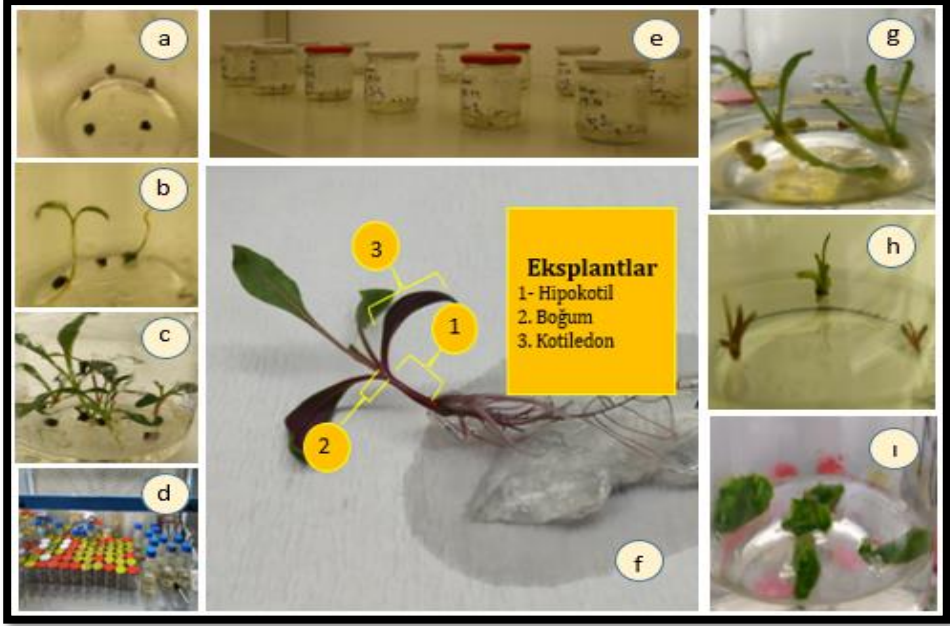 a
b
c
d
e
f
g
h
ı
3
1
2
Eksplantlar
1- Hipokotil
2. Boğum
3. Kotiledon